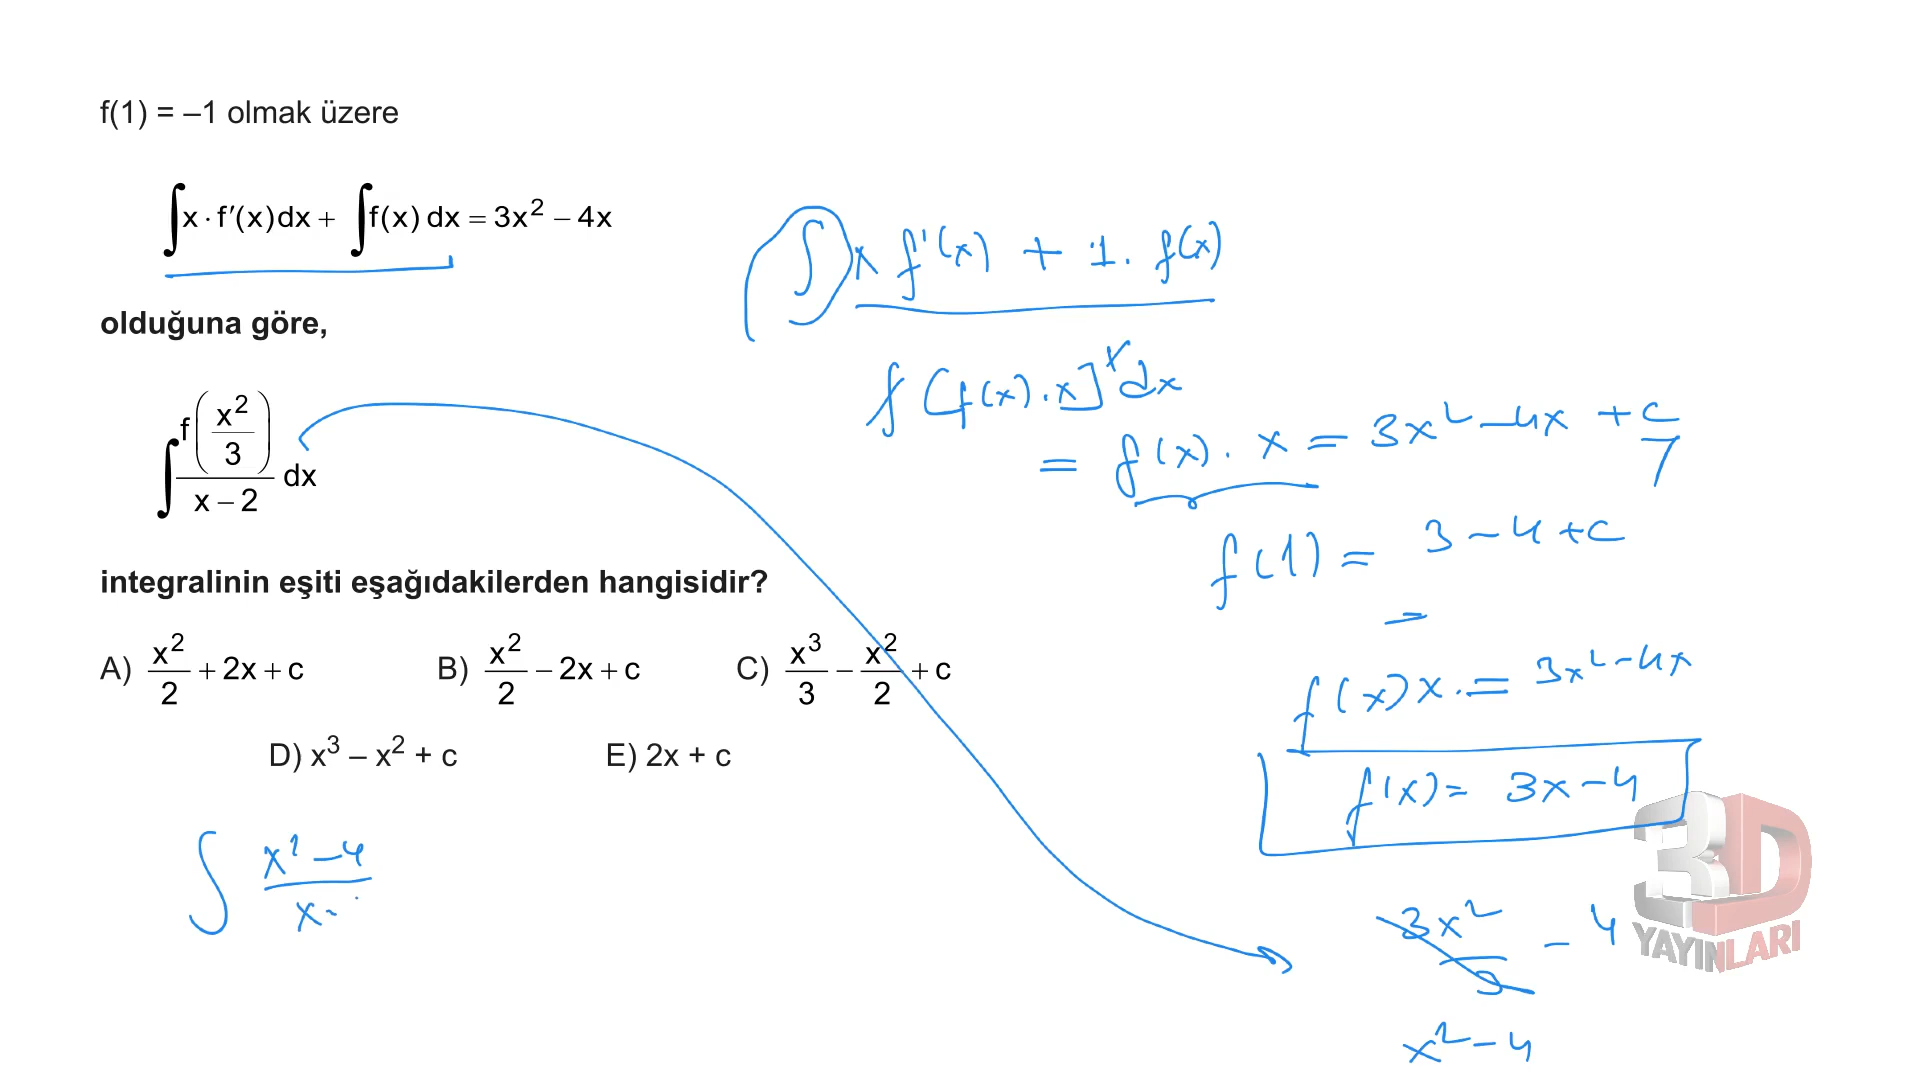 f(1) = –1 olmak üzere
∫x · f′(x)dx + ∫f(x) dx = 3x² – 4x
olduğuna göre,
∫ f(x²/3) / (x – 2) dx
integralinin eşiti eşağıdakilerden hangisidir?
A) x²/2 + 2x + c B) x²/2 – 2x + c C) x³/3 – x²/2 + c
D) x³ – x² + c E) 2x + c
∫ x² – 4 / x –
∫ x f'(x) + 1. f(x)
∫ [f(x).x]' dx
= f(x). x = 3x² – 4x + c
f(1) = 3 – 4 + c
f(x) x. = 3x² – 4x
f(x) = 3x – 4
3x²/3 – 4
x² – 4
3D
YAYINLARI